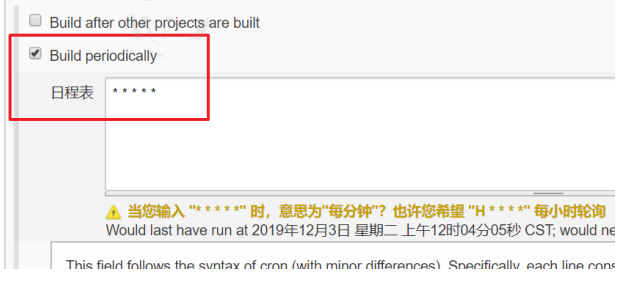 Build after other projects are built
Build periodically
日程表
* * * * *
当您输入 "* * * * *" 时，意思为"每分钟"？也许您希望 "H * * * *" 每小时轮询
Would last have run at 2019年12月3日 星期二 上午12时04分05秒 CST; would ne
This field follows the syntax of cron (with minor differences). Specifically, each line cons